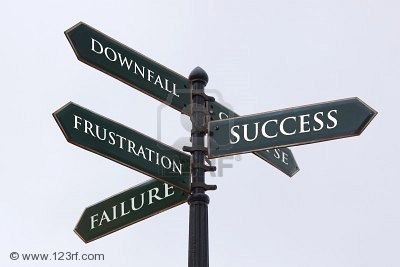 DOWNFALL
SUCCESS
FRUSTRATION
FAILURE
© www.123rf.com